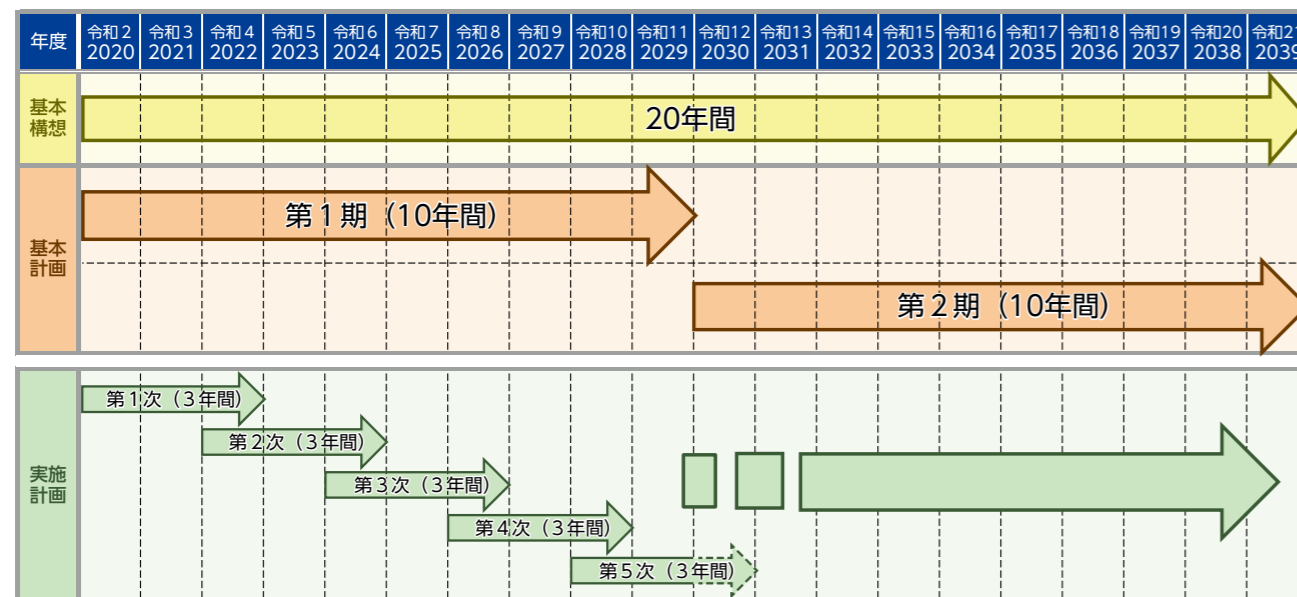 年度
令和2 令和3 令和4 令和5 令和6 令和7 令和8 令和9 令和10 令和11 令和12 令和13 令和14 令和15 令和16 令和17 令和18 令和19 令和20 令和21
2020 2021 2022 2023 2024 2025 2026 2027 2028 2029 2030 2031 2032 2033 2034 2035 2036 2037 2038 2039
基本
構想
20年間
基本
計画
第1期（10年間）
第2期（10年間）
実施
計画
第1次（3年間）
第2次（3年間）
第3次（3年間）
第4次（3年間）
第5次（3年間）